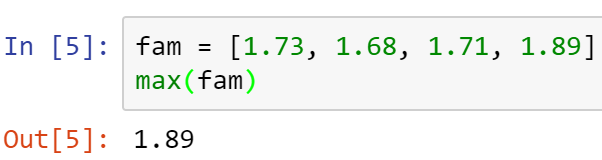 In [5]: fam = [1.73, 1.68, 1.71, 1.89]
max(fam)
Out[5]: 1.89